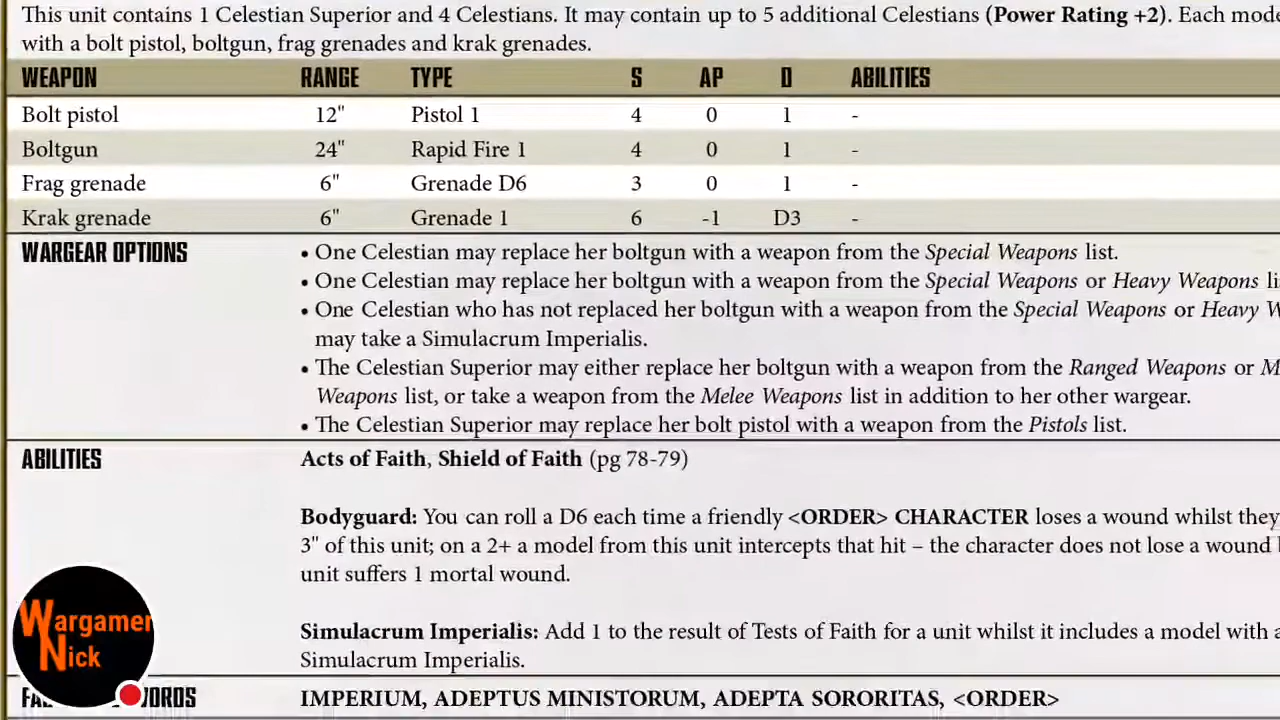 This unit contains 1 Celestian Superior and 4 Celestians. It may contain up to 5 additional Celestians (Power Rating +2). Each
with a bolt pistol, boltgun, frag grenades and krak grenades.
WEAPON RANGE TYPE S AP D ABILITIES
Bolt pistol 12" Pistol 1 4 0 1 -
Boltgun 24" Rapid Fire 1 4 0 1 -
Frag grenade 6" Grenade D6 3 0 1 -
Krak grenade 6" Grenade 1 6 -1 D3 -
WARGEAR OPTIONS • One Celestian may replace her boltgun with a weapon from the Special Weapons list.
• One Celestian may replace her boltgun with a weapon from the Special Weapons or Heavy Weapons
• One Celestian who has not replaced her boltgun with a weapon from the Special Weapons or Heavy
may take a Simulacrum Imperialis.
• The Celestian Superior may either replace her boltgun with a weapon from the Ranged Weapons or
Weapons list, or take a weapon from the Melee Weapons list in addition to her other wargear.
• The Celestian Superior may replace her bolt pistol with a weapon from the Pistols list.
ABILITIES Acts of Faith, Shield of Faith (pg 78-79)
Bodyguard: You can roll a D6 each time a friendly <ORDER> CHARACTER loses a wound whilst they
3" of this unit; on a 2+ a model from this unit intercepts that hit – the character does not lose a wound
unit suffers 1 mortal wound.
Simulacrum Imperialis: Add 1 to the result of Tests of Faith for a unit whilst it includes a model with a
Simulacrum Imperialis.
IMPERIUM, ADEPTUS MINISTORUM, ADEPTA SORORITAS, <ORDER>
Wargamer
Nick